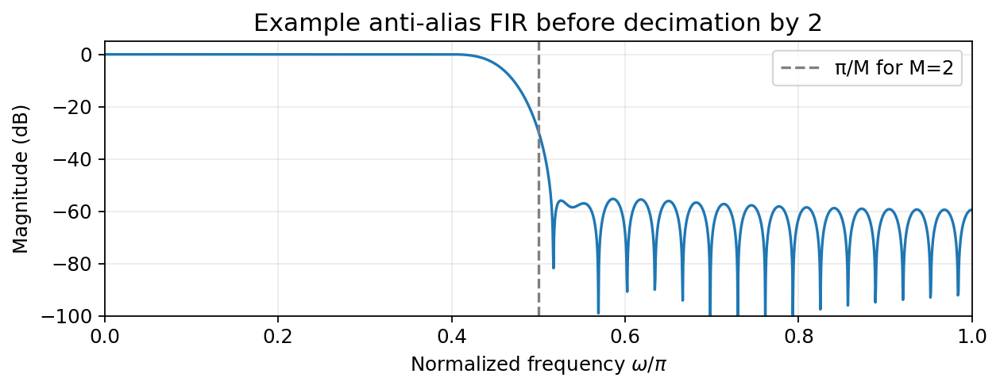 Example anti-alias FIR before decimation by 2
π/M for M=2
Magnitude (dB)
0
−20
−40
−60
−80
−100
0.0 0.2 0.4 0.6 0.8 1.0
Normalized frequency ω/π